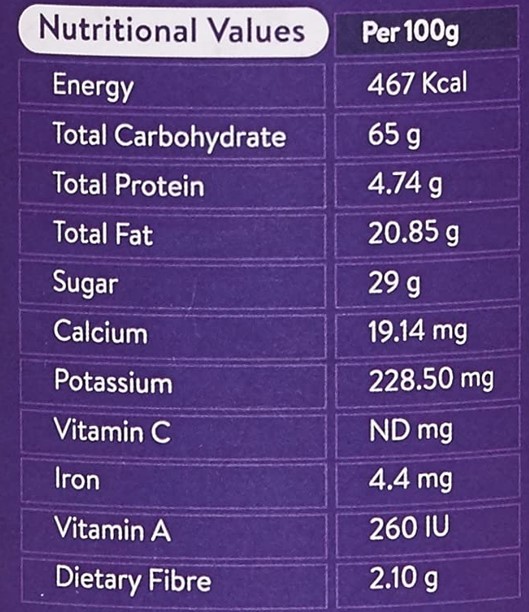 Nutritional Values Per 100g
Energy 467 Kcal
Total Carbohydrate 65 g
Total Protein 4.74 g
Total Fat 20.85 g
Sugar 29 g
Calcium 19.14 mg
Potassium 228.50 mg
Vitamin C ND mg
Iron 4.4 mg
Vitamin A 260 IU
Dietary Fibre 2.10 g